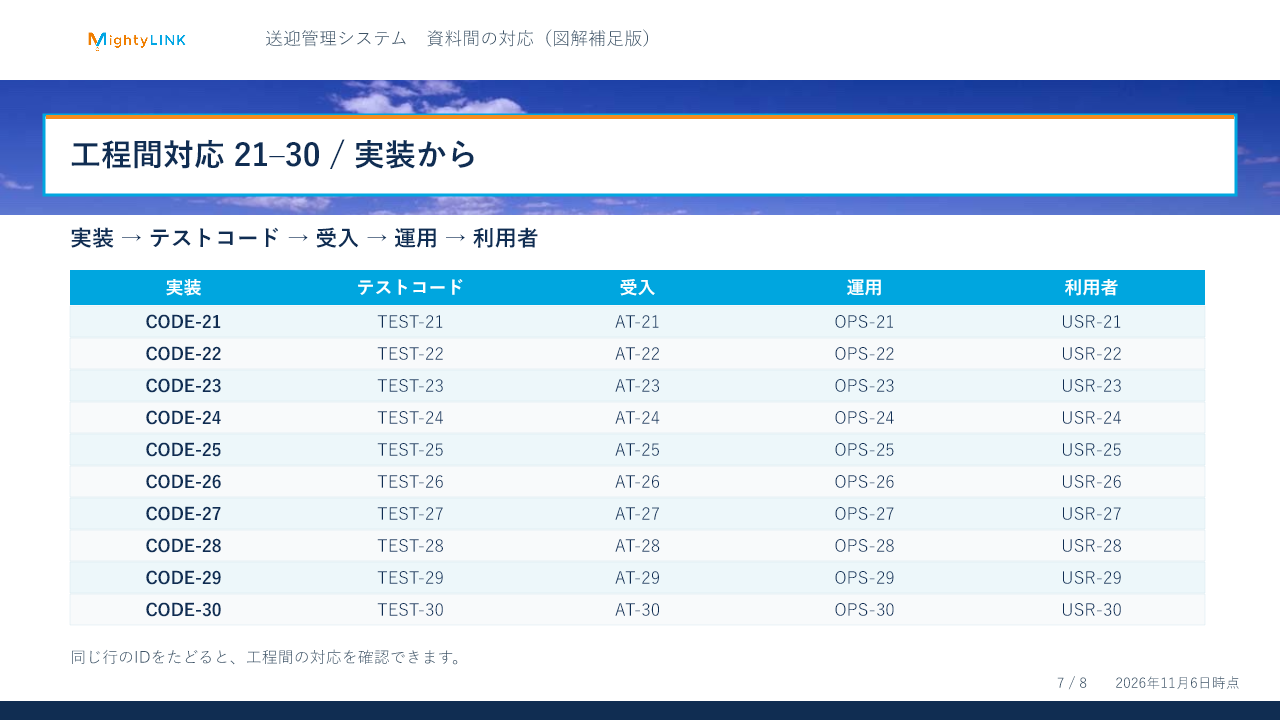 MightyLINK
送迎管理システム　資料間の対応（図解補足版）
工程間対応 21–30 / 実装から
実装 → テストコード → 受入 → 運用 → 利用者
実装 テストコード 受入 運用 利用者
CODE-21 TEST-21 AT-21 OPS-21 USR-21
CODE-22 TEST-22 AT-22 OPS-22 USR-22
CODE-23 TEST-23 AT-23 OPS-23 USR-23
CODE-24 TEST-24 AT-24 OPS-24 USR-24
CODE-25 TEST-25 AT-25 OPS-25 USR-25
CODE-26 TEST-26 AT-26 OPS-26 USR-26
CODE-27 TEST-27 AT-27 OPS-27 USR-27
CODE-28 TEST-28 AT-28 OPS-28 USR-28
CODE-29 TEST-29 AT-29 OPS-29 USR-29
CODE-30 TEST-30 AT-30 OPS-30 USR-30
同じ行のIDをたどると、工程間の対応を確認できます。
7 / 8　2026年11月6日時点